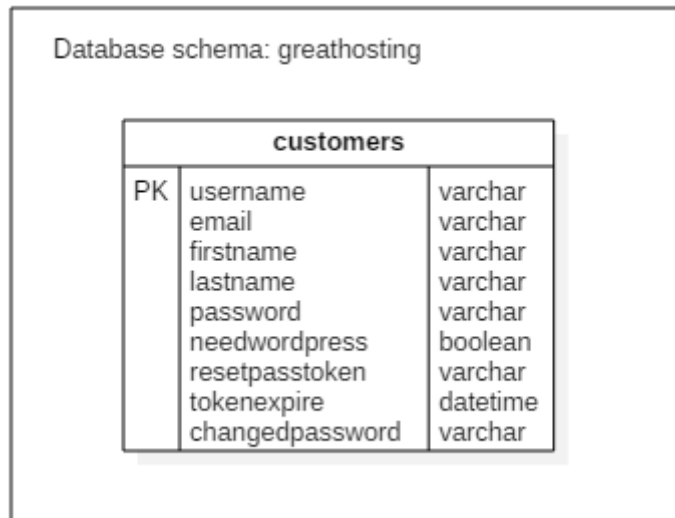 Database schema: greathosting
customers
PK username varchar
email varchar
firstname varchar
lastname varchar
password varchar
needwordpress boolean
resetpasstoken varchar
tokenexpire datetime
changedpassword varchar